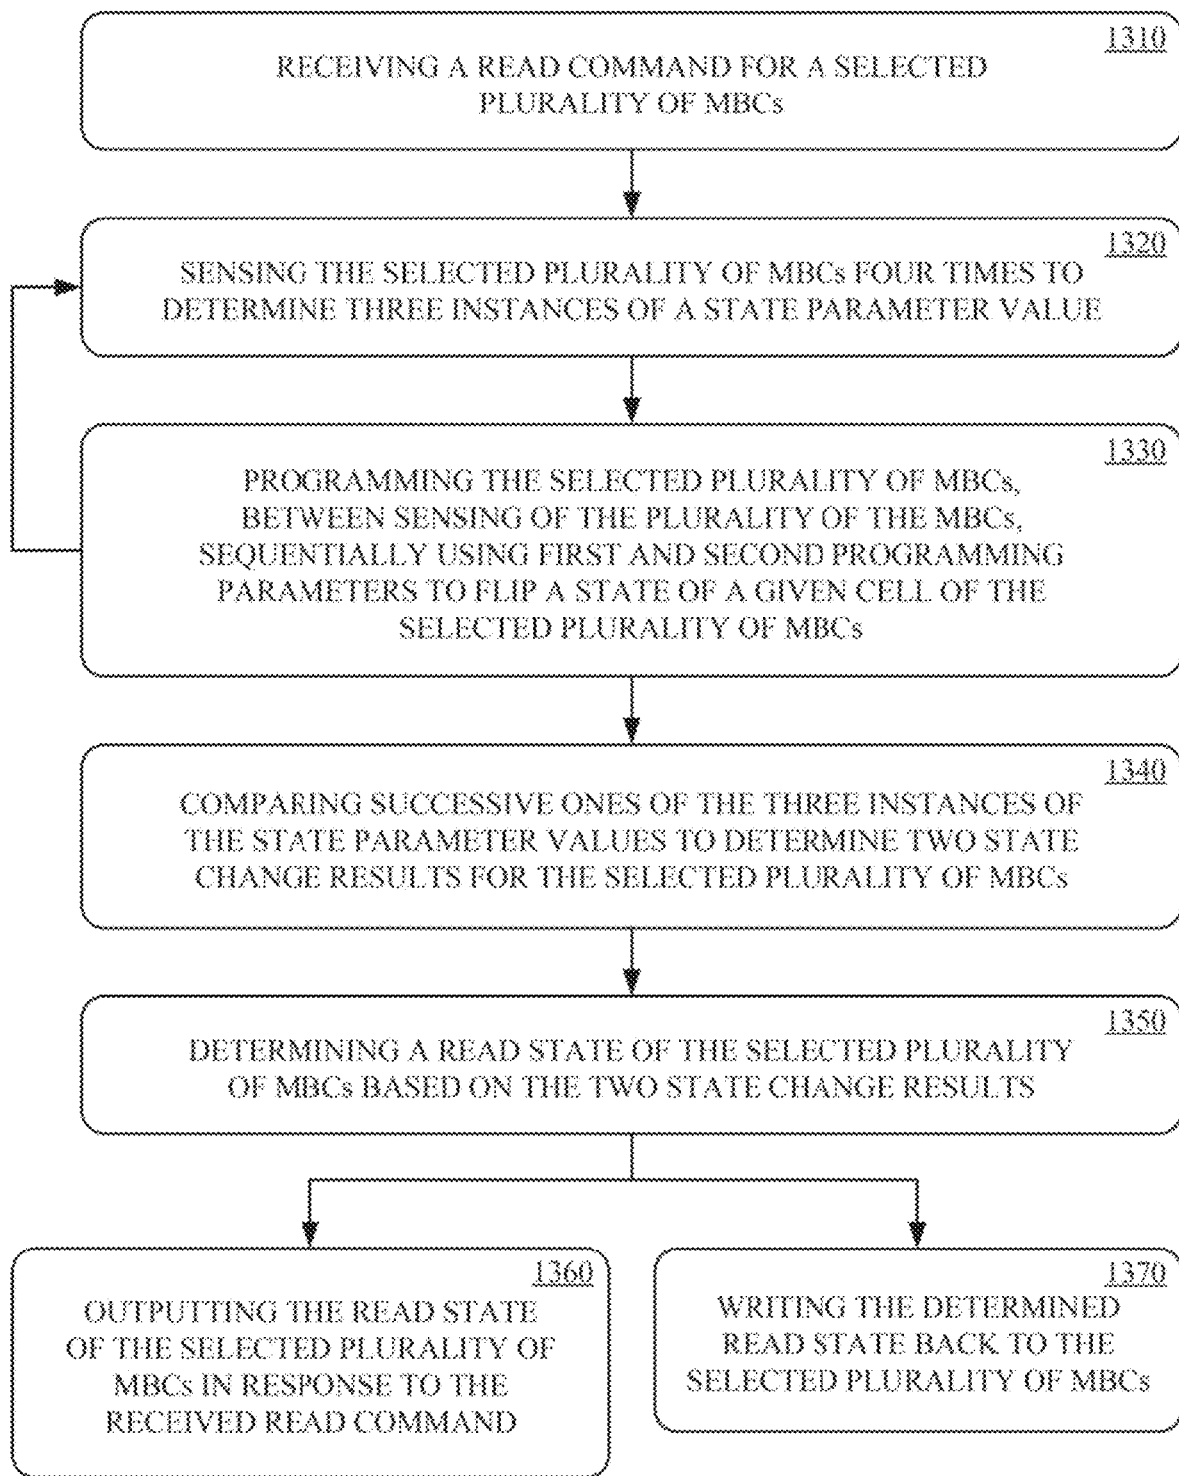 1310
RECEIVING A READ COMMAND FOR A SELECTED
PLURALITY OF MBCs
1320
SENSING THE SELECTED PLURALITY OF MBCs FOUR TIMES TO
DETERMINE THREE INSTANCES OF A STATE PARAMETER VALUE
1330
PROGRAMMING THE SELECTED PLURALITY OF MBCs,
BETWEEN SENSING OF THE PLURALITY OF THE MBCs,
SEQUENTIALLY USING FIRST AND SECOND PROGRAMMING
PARAMETERS TO FLIP A STATE OF A GIVEN CELL OF THE
SELECTED PLURALITY OF MBCs
1340
COMPARING SUCCESSIVE ONES OF THE THREE INSTANCES OF
THE STATE PARAMETER VALUES TO DETERMINE TWO STATE
CHANGE RESULTS FOR THE SELECTED PLURALITY OF MBCs
1350
DETERMINING A READ STATE OF THE SELECTED PLURALITY
OF MBCs BASED ON THE TWO STATE CHANGE RESULTS
1360
OUTPUTTING THE READ STATE
OF THE SELECTED PLURALITY OF
MBCs IN RESPONSE TO THE
RECEIVED READ COMMAND
1370
WRITING THE DETERMINED
READ STATE BACK TO THE
SELECTED PLURALITY OF MBCs